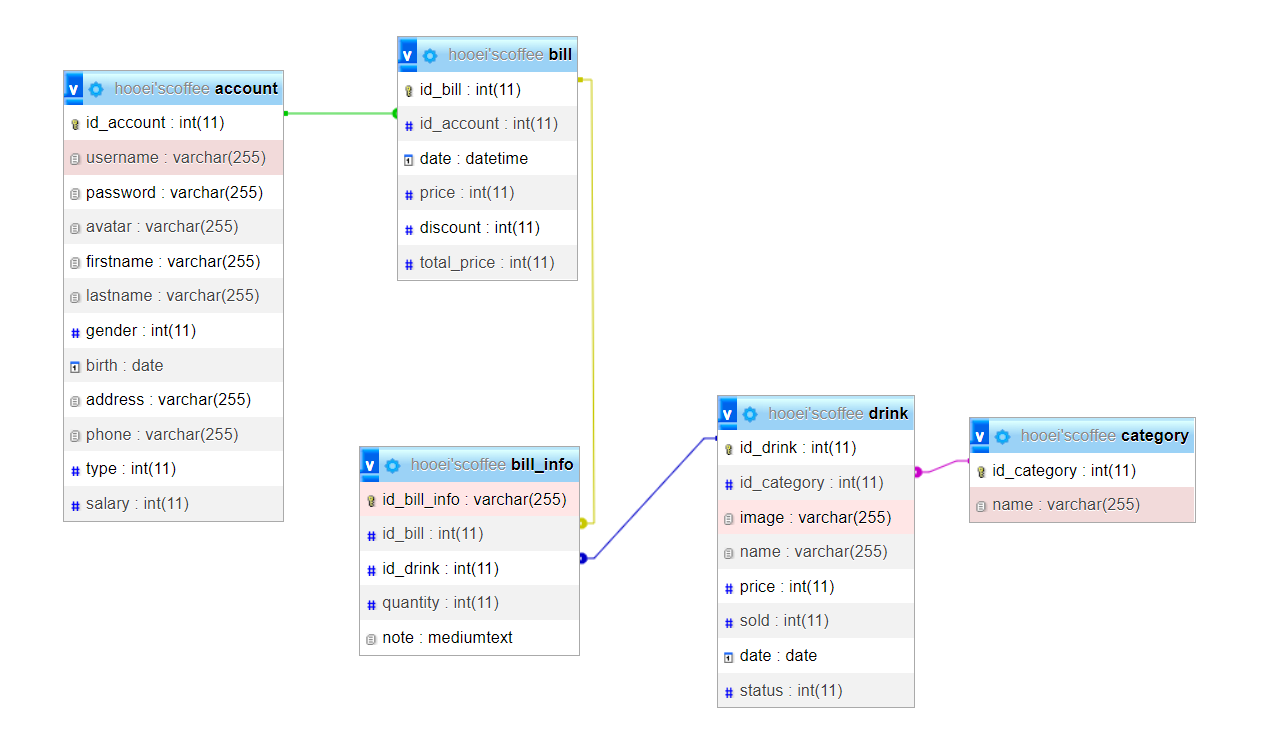 v hooei'scoffee account
id_account : int(11)
username : varchar(255)
password : varchar(255)
avatar : varchar(255)
firstname : varchar(255)
lastname : varchar(255)
gender : int(11)
birth : date
address : varchar(255)
phone : varchar(255)
type : int(11)
salary : int(11)
v hooei'scoffee bill
id_bill : int(11)
id_account : int(11)
date : datetime
price : int(11)
discount : int(11)
total_price : int(11)
v hooei'scoffee bill_info
id_bill_info : varchar(255)
id_bill : int(11)
id_drink : int(11)
quantity : int(11)
note : mediumtext
v hooei'scoffee drink
id_drink : int(11)
id_category : int(11)
image : varchar(255)
name : varchar(255)
price : int(11)
sold : int(11)
date : date
status : int(11)
v hooei'scoffee category
id_category : int(11)
name : varchar(255)